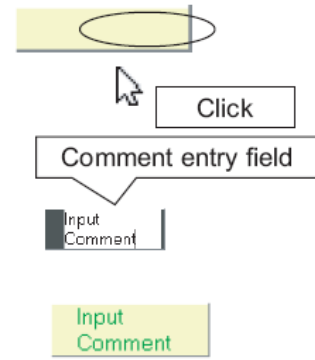 Click
Comment entry field
Input
Comment
Input
Comment